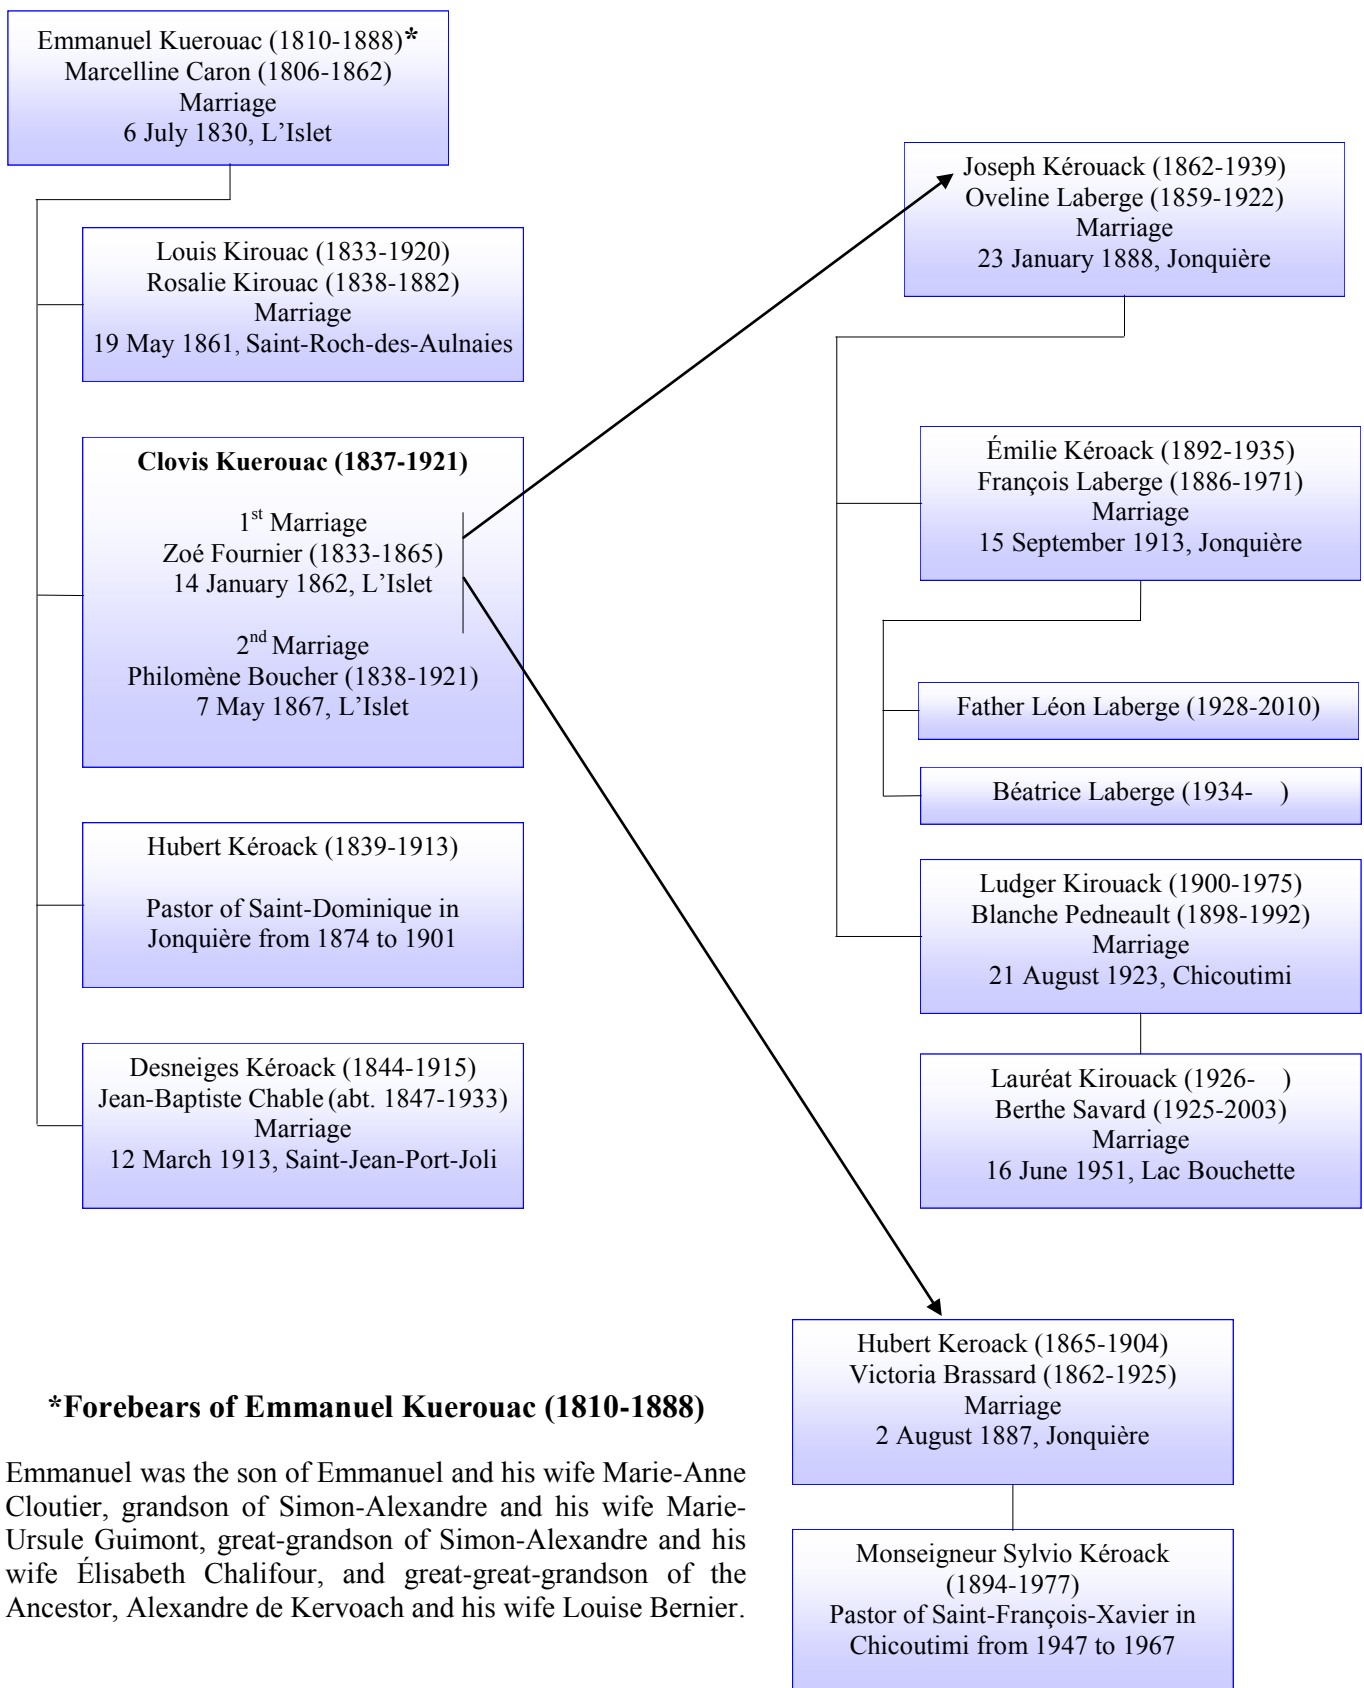 Emmanuel Kuerouac (1810-1888)*
Marcelline Caron (1806-1862)
Marriage
6 July 1830, L’Islet
Louis Kirouac (1833-1920)
Rosalie Kirouac (1838-1882)
Marriage
19 May 1861, Saint-Roch-des-Aulnaies
Clovis Kuerouac (1837-1921)
1st Marriage
Zoé Fournier (1833-1865)
14 January 1862, L’Islet
2nd Marriage
Philomène Boucher (1838-1921)
7 May 1867, L’Islet
Hubert Kéroack (1839-1913)
Pastor of Saint-Dominique in
Jonquière from 1874 to 1901
Desneiges Kéroack (1844-1915)
Jean-Baptiste Chable (abt. 1847-1933)
Marriage
12 March 1913, Saint-Jean-Port-Joli
Joseph Kérouack (1862-1939)
Oveline Laberge (1859-1922)
Marriage
23 January 1888, Jonquière
Émilie Kéroack (1892-1935)
François Laberge (1886-1971)
Marriage
15 September 1913, Jonquière
Father Léon Laberge (1928-2010)
Béatrice Laberge (1934-    )
Ludger Kirouack (1900-1975)
Blanche Pedneault (1898-1992)
Marriage
21 August 1923, Chicoutimi
Lauréat Kirouack (1926-    )
Berthe Savard (1925-2003)
Marriage
16 June 1951, Lac Bouchette
Hubert Keroack (1865-1904)
Victoria Brassard (1862-1925)
Marriage
2 August 1887, Jonquière
Monseigneur Sylvio Kéroack
(1894-1977)
Pastor of Saint-François-Xavier in
Chicoutimi from 1947 to 1967
*Forebears of Emmanuel Kuerouac (1810-1888)
Emmanuel was the son of Emmanuel and his wife Marie-Anne
Cloutier, grandson of Simon-Alexandre and his wife Marie-
Ursule Guimont, great-grandson of Simon-Alexandre and his
wife Élisabeth Chalifour, and great-great-grandson of the
Ancestor, Alexandre de Kervoach and his wife Louise Bernier.